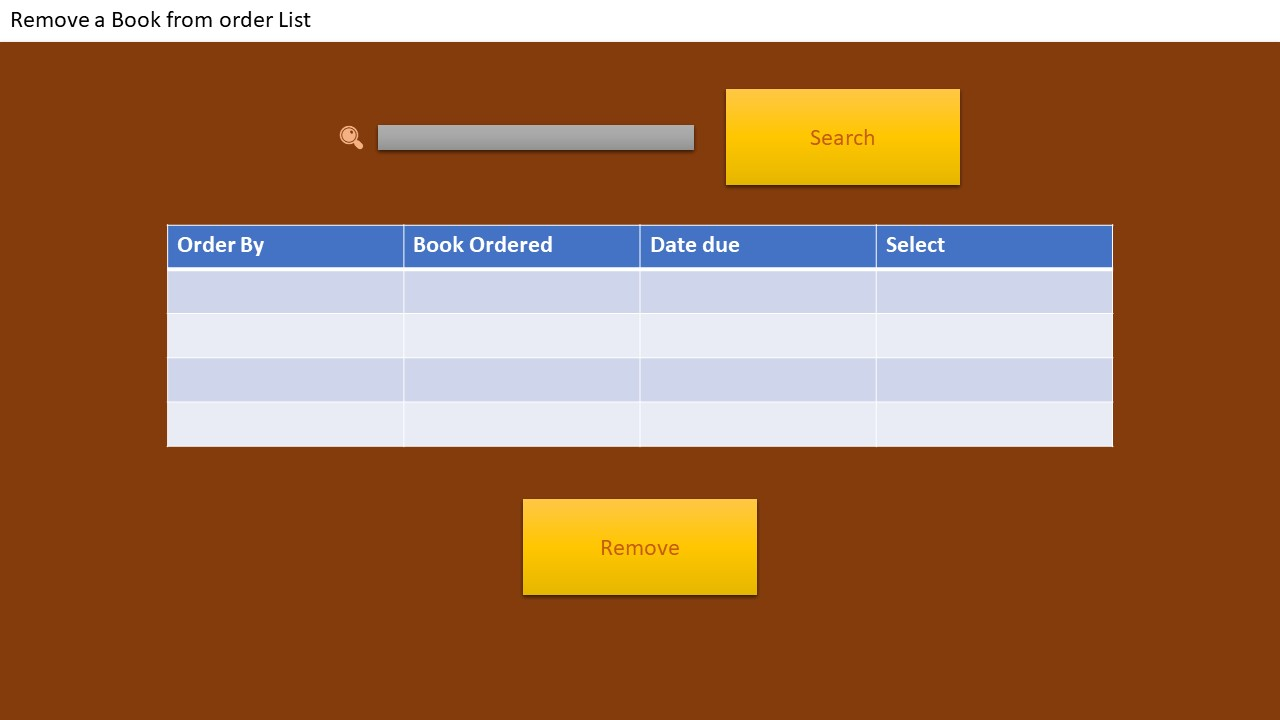 Remove a Book from order List
Search
Order By Book Ordered Date due Select
Remove